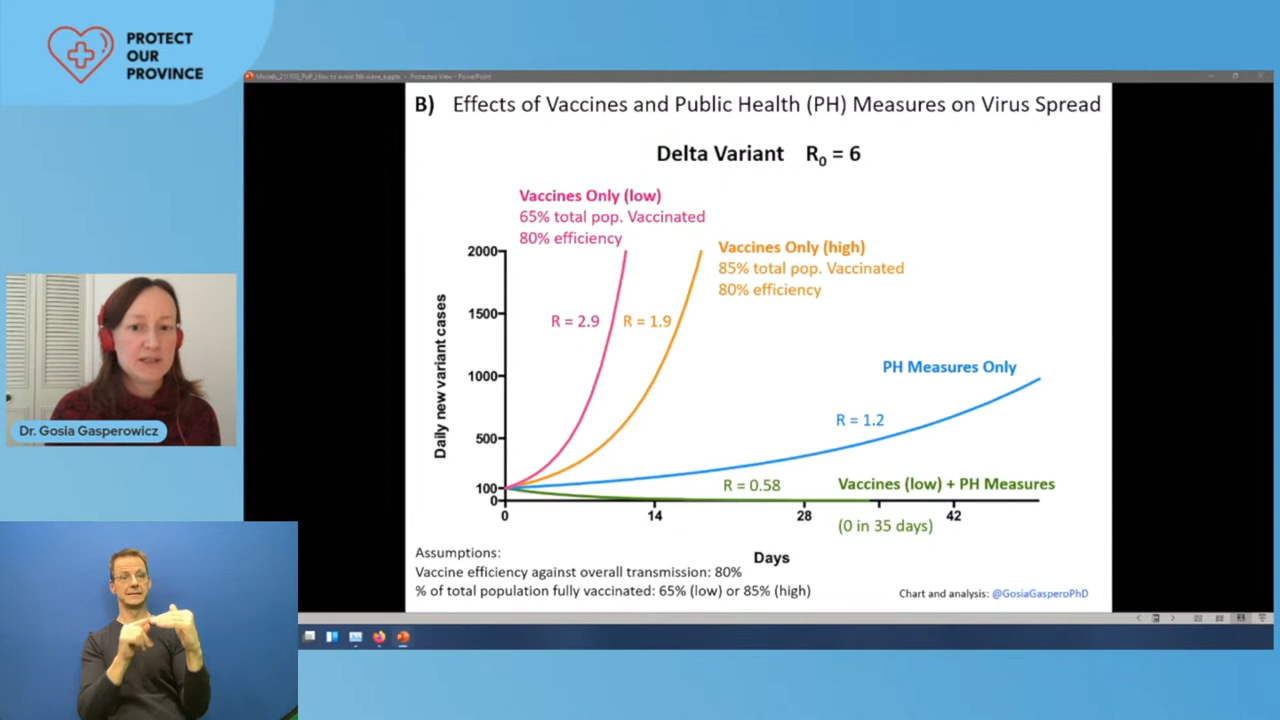 PROTECT
OUR
PROVINCE
B) Effects of Vaccines and Public Health (PH) Measures on Virus Spread
Delta Variant R0 = 6
Vaccines Only (low)
65% total pop. Vaccinated
80% efficiency
Vaccines Only (high)
85% total pop. Vaccinated
80% efficiency
2000
1500
1000
500
100
0
Daily new variant cases
R = 2.9
R = 1.9
PH Measures Only
R = 1.2
R = 0.58
Vaccines (low) + PH Measures
0
14
28
42
(0 in 35 days)
Days
Assumptions:
Vaccine efficiency against overall transmission: 80%
% of total population fully vaccinated: 65% (low) or 85% (high)
Chart and analysis: @GosiaGasperoPhD
Dr. Gosia Gasperowicz